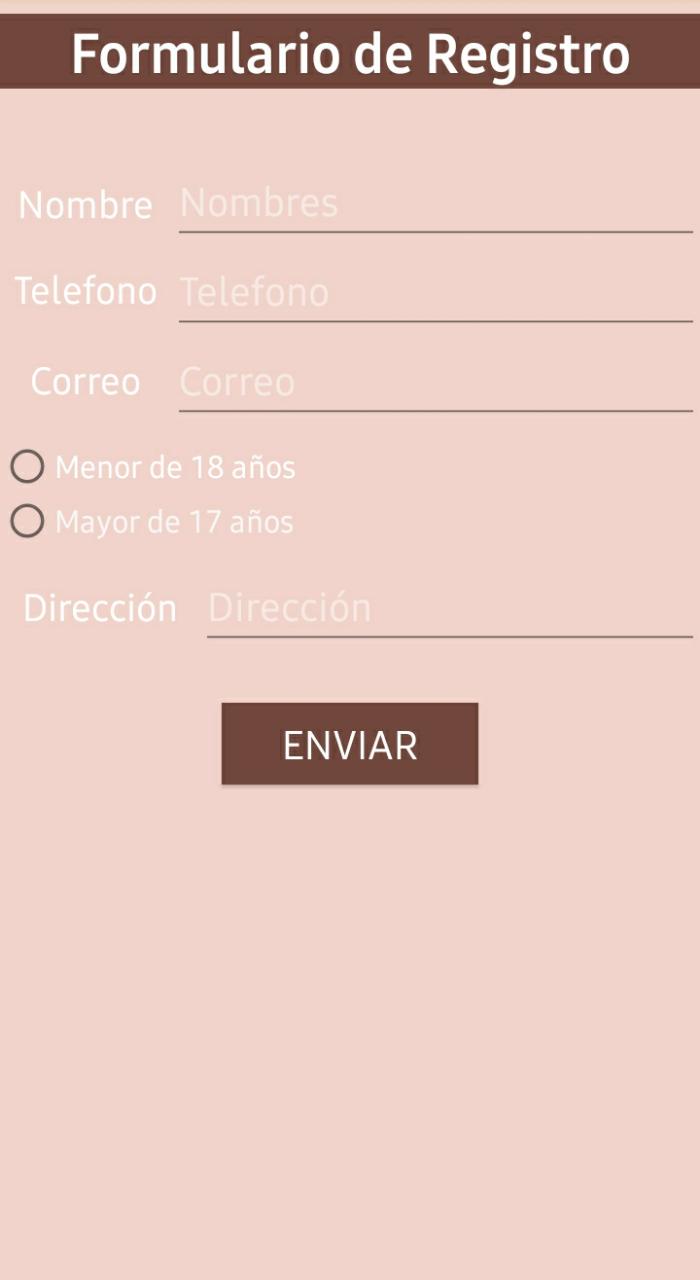 Formulario de Registro
Nombre Nombres
Telefono Telefono
Correo Correo
Menor de 18 años
Mayor de 17 años
Dirección Dirección
ENVIAR